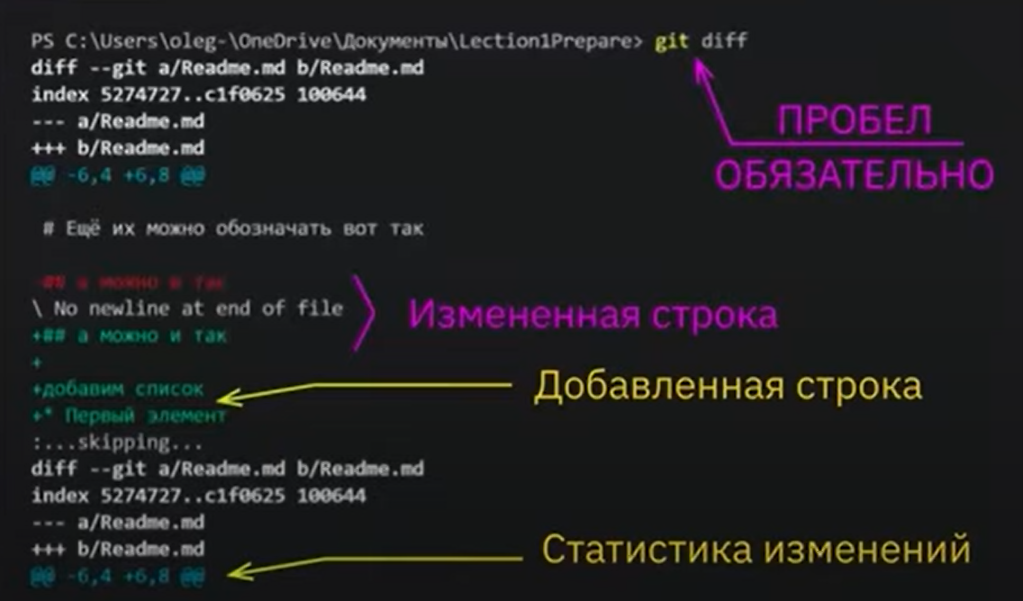 PS C:\Users\oleg-\OneDrive\Документы\Lection1Prepare> git diff
diff --git a/Readme.md b/Readme.md
index 5274727..c1f0625 100644
--- a/Readme.md
+++ b/Readme.md
@@ -6,4 +6,8 @@
ПРОБЕЛ
ОБЯЗАТЕЛЬНО
# Ещё их можно обозначать вот так
-## а можно и так
\ No newline at end of file
+## а можно и так
Измененная строка
+
+добавим список
+* Первый элемент
Добавленная строка
:...skipping...
diff --git a/Readme.md b/Readme.md
index 5274727..c1f0625 100644
--- a/Readme.md
+++ b/Readme.md
@@ -6,4 +6,8 @@
Статистика изменений